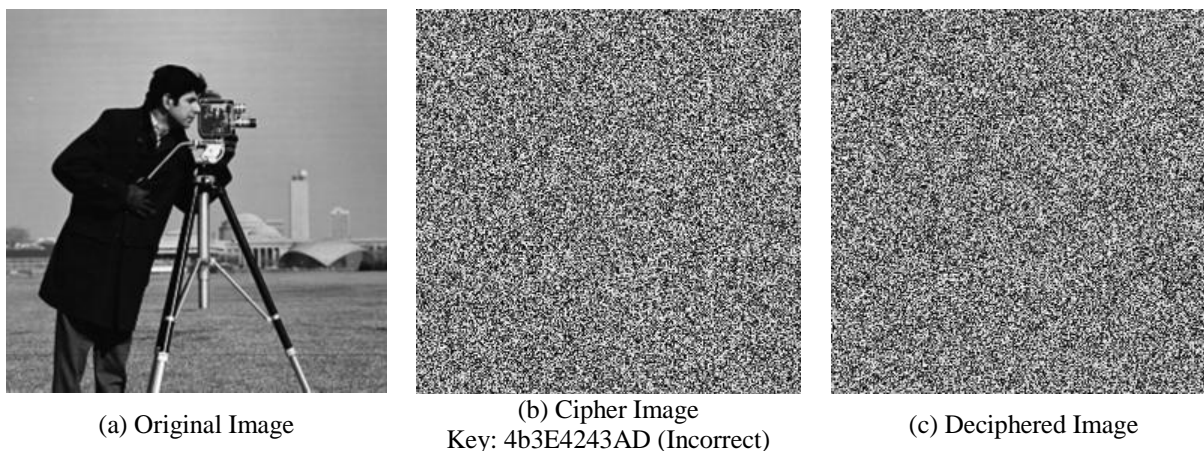 (a) Original Image
(b) Cipher Image
Key: 4b3E4243AD (Incorrect)
(c) Deciphered Image